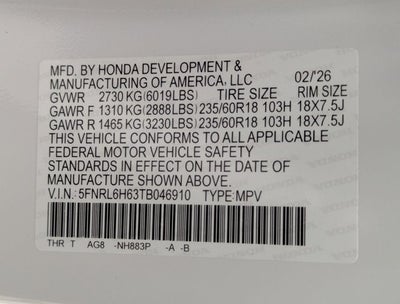 MFD. BY HONDA DEVELOPMENT &
MANUFACTURING OF AMERICA, LLC 02/'26
GVWR 2730 KG(6019LBS) TIRE SIZE RIM SIZE
GAWR F 1310 KG(2888LBS) 235/60R18 103H 18X7.5J
GAWR R 1465 KG(3230LBS) 235/60R18 103H 18X7.5J
THIS VEHICLE CONFORMS TO ALL APPLICABLE
FEDERAL MOTOR VEHICLE SAFETY
STANDARDS IN EFFECT ON THE DATE OF
MANUFACTURE SHOWN ABOVE.
V.I.N. 5FNRL6H63TB046910 TYPE:MPV
THR T AG8 -NH883P -A -B